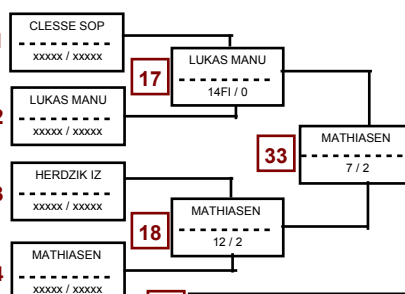 CLESSE SOP
xxxxx / xxxxx
17
LUKAS MANU
14FI / 0
LUKAS MANU
xxxxx / xxxxx
33
MATHIASEN
7 / 2
HERDZIK IZ
xxxxx / xxxxx
18
MATHIASEN
12 / 2
MATHIASEN
xxxxx / xxxxx